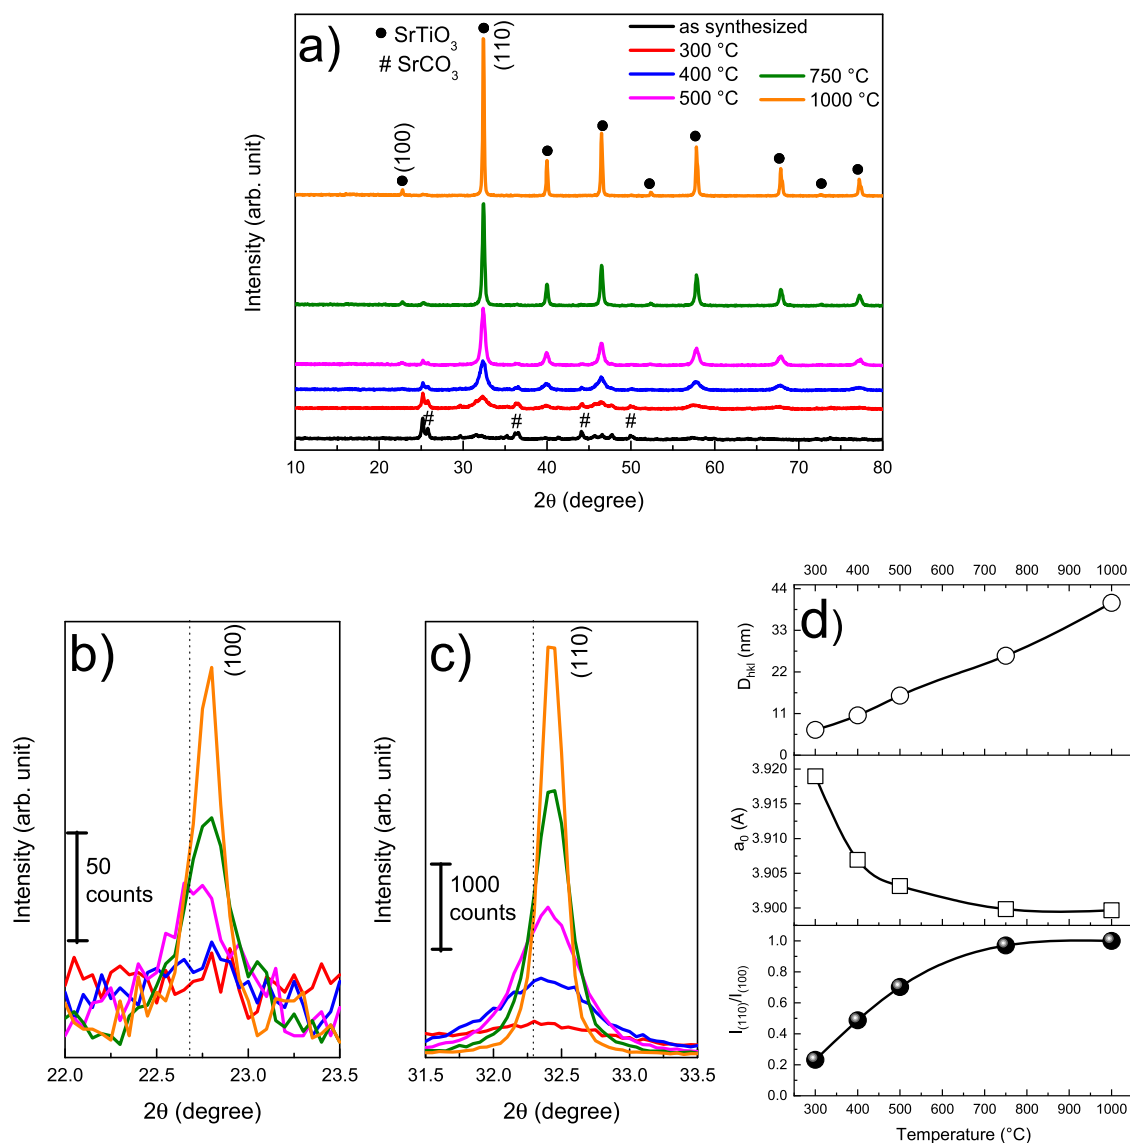 a)
● SrTiO3
# SrCO3
(110)
(100)
as synthesized
300 °C
400 °C
500 °C
750 °C
1000 °C
# # # #
Intensity (arb. unit)
10 20 30 40 50 60 70 80
2θ (degree)
b)
(100)
50
counts
Intensity (arb. unit)
22.0 22.5 23.0 23.5
2θ (degree)
c)
(110)
1000
counts
Intensity (arb. unit)
31.5 32.0 32.5 33.0 33.5
2θ (degree)
300 400 500 600 700 800 900 1000
d)
44
33
22
11
0
Dhkl (nm)
3.920
3.915
3.910
3.905
3.900
a0 (A)
1.0
0.8
0.6
0.4
0.2
0.0
I(110)/I(100)
300 400 500 600 700 800 900 1000
Temperature (°C)